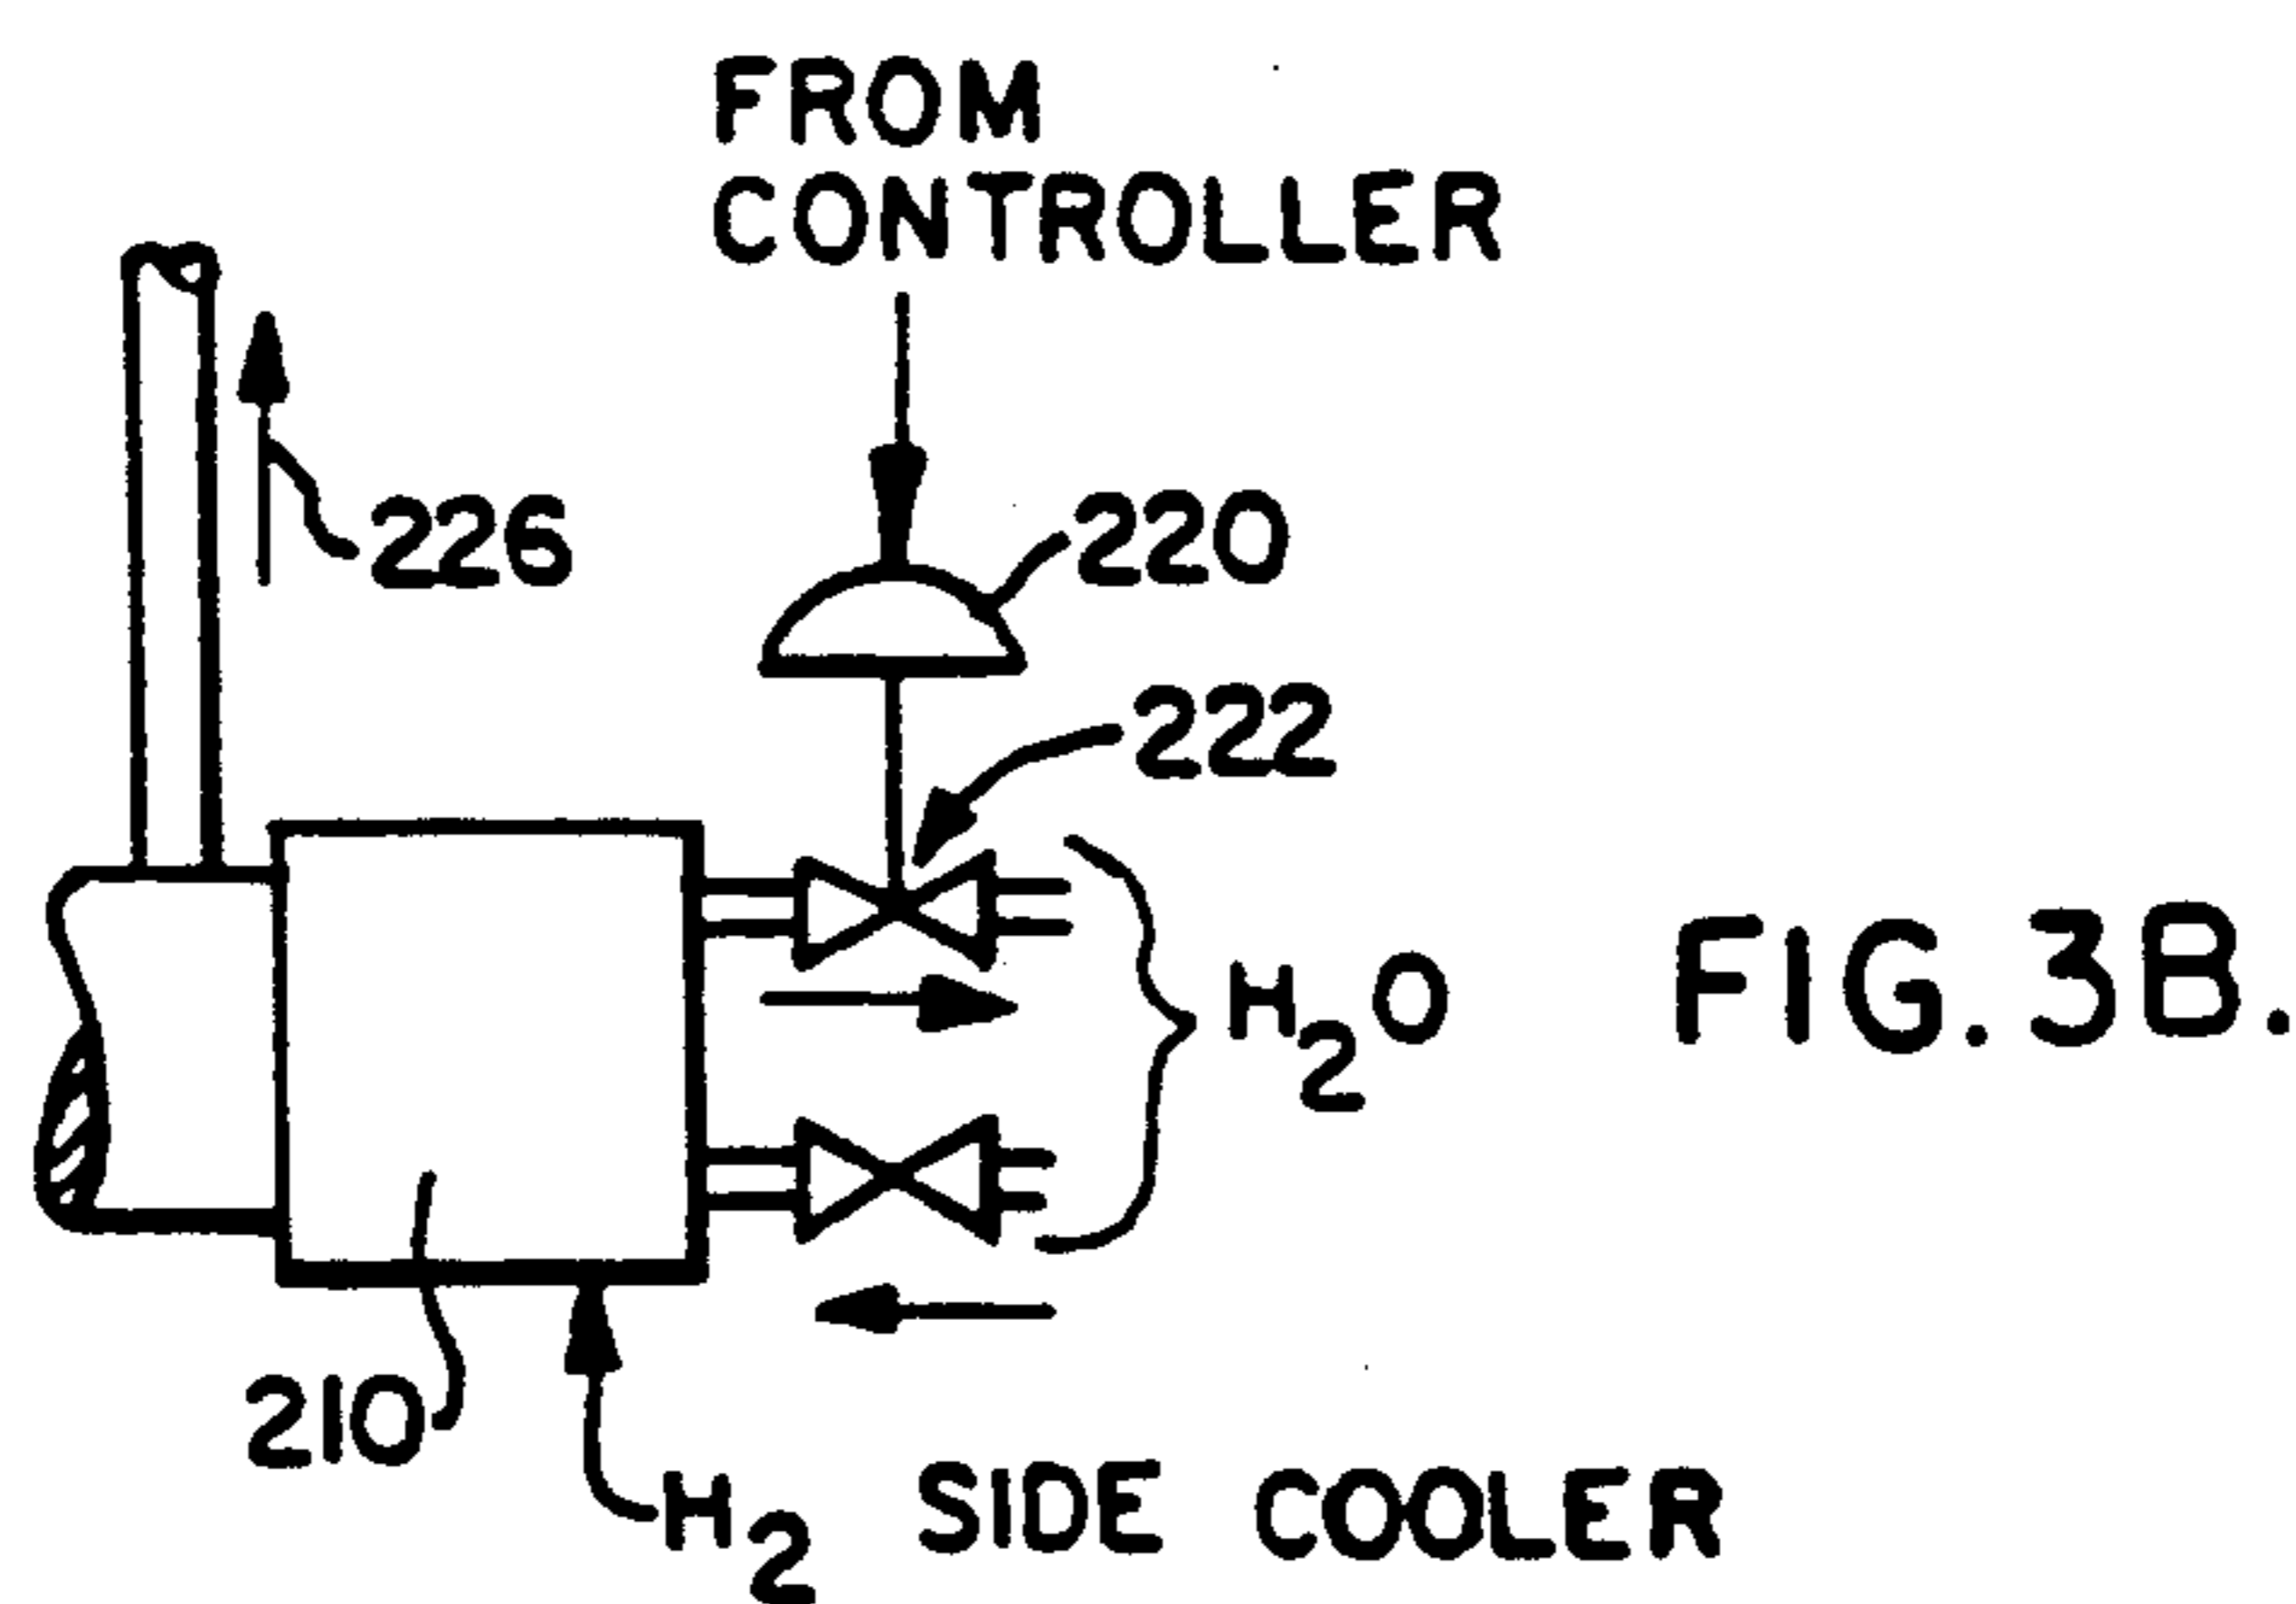 FROM
CONTROLLER
226
220
222
H₂O
FIG. 3B.
210
H₂
SIDE COOLER